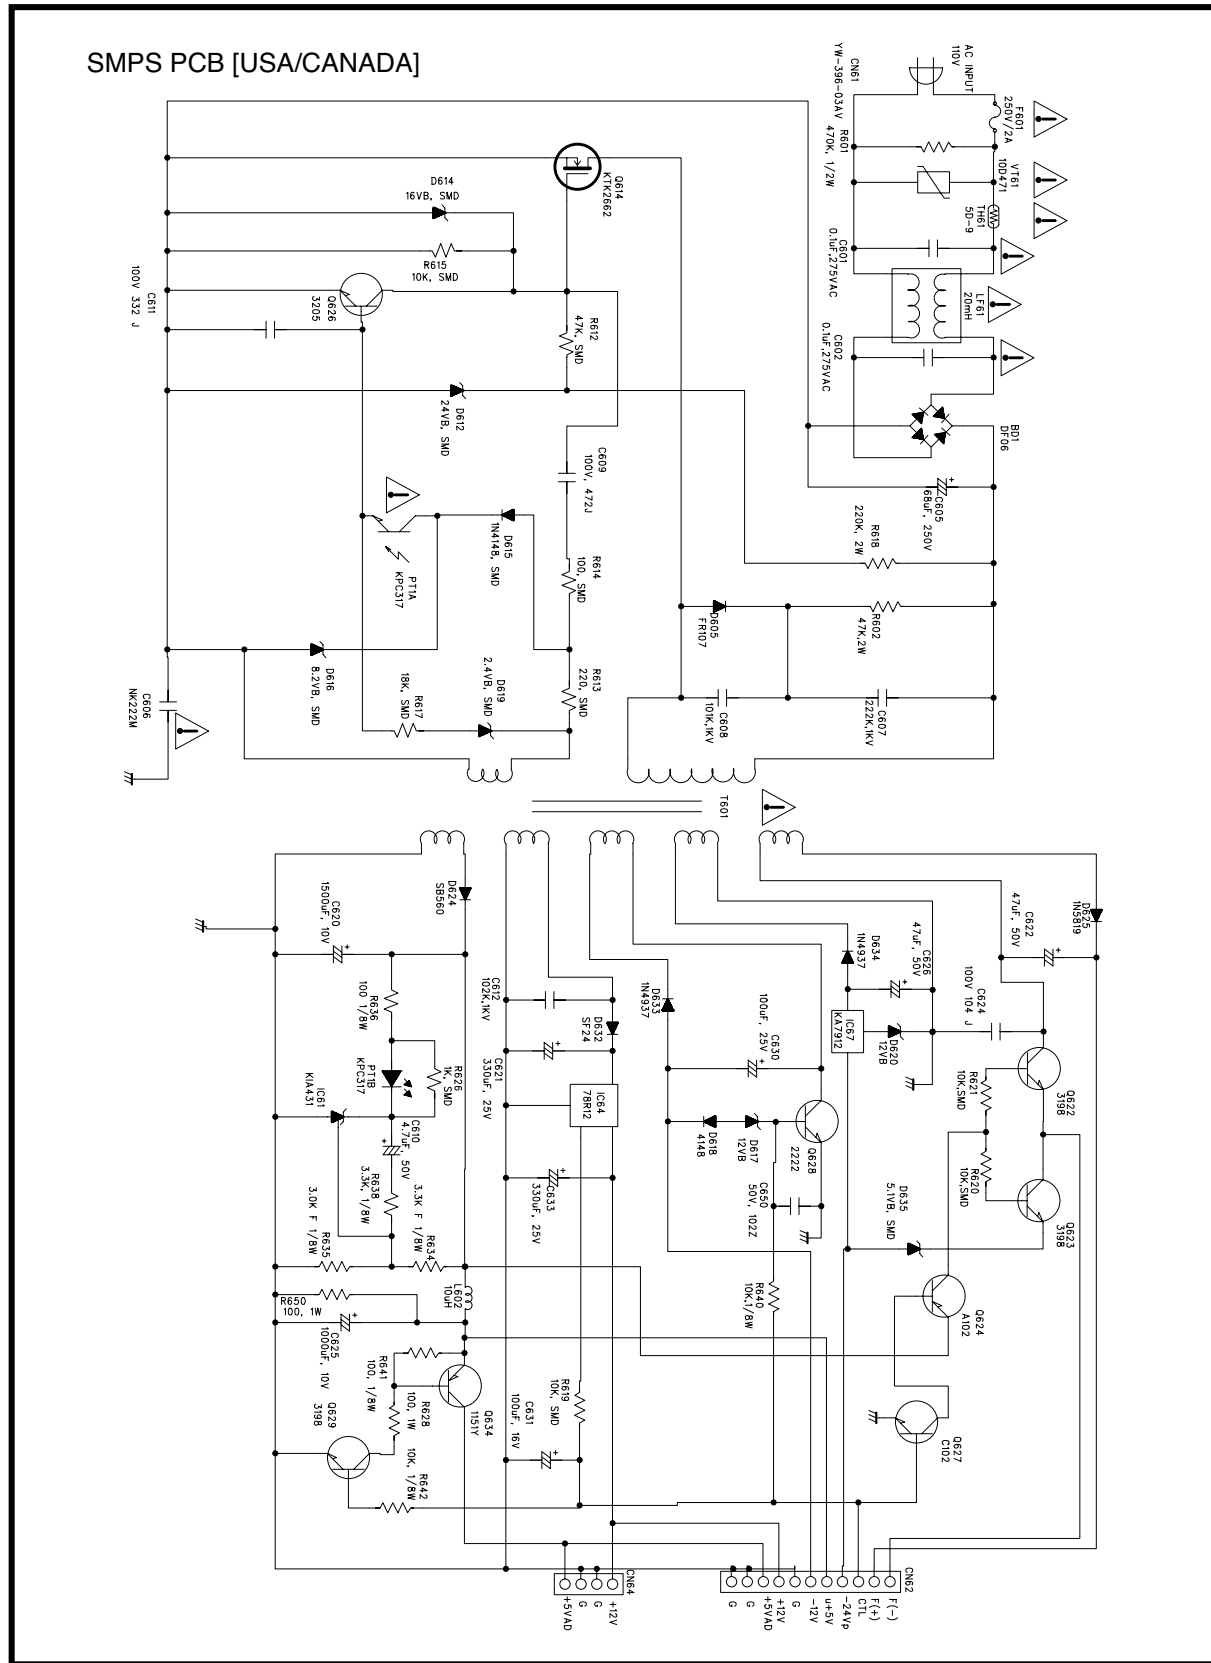 SMPS PCB [USA/CANADA]
AC INPUT
110V
CN61
YW-396-03AV
F601
250V/2A
R601
470K, 1/2W
VT61
10D471
TH61
5D-9
C601
0.1uF,275VAC
LF61
20mH
C602
0.1uF,275VAC
BD1
DF06
C605
68uF, 250V
R618
220K, 2W
R602
47K,2W
D605
FR107
C608
101K,1KV
C607
222K,1KV
Q614
KTK2662
D614
16VB, SMD
R615
10K, SMD
Q626
3205
C611
100V 332 J
R612
47K, SMD
D612
24VB, SMD
C609
100V, 472J
D615
1N4148, SMD
R614
100, SMD
PT1A
KPC317
D616
8.2VB, SMD
R617
18K, SMD
D619
2.4VB, SMD
R613
220, SMD
C606
NK222M
T601
D624
SB560
C620
1500uF, 10V
R636
100 1/8W
PT1B
KPC317
R626
1K, SMD
IC61
KIA431
C610
4.7uF, 50V
R638
3.3K, 1/8W
R635
3.0K F 1/8W
R634
3.3K F 1/8W
L602
10uH
R650
100, 1W
C625
1000uF, 10V
R641
100, 1/8W
R628
100, 1W
Q629
3198
R642
10K, 1/8W
Q634
1151Y
C612
102K,1KV
D632
SF24
C621
330uF, 25V
IC64
78R12
C633
330uF, 25V
R619
10K, SMD
C631
100uF, 16V
D633
1N4937
C630
100uF, 25V
D618
4148
D617
12VB
Q628
2222
C650
50V, 102Z
R640
10K,1/8W
D634
1N4937
C626
47uF, 50V
IC67
KA7912
D620
12VB
C622
47uF, 50V
D625
1N5819
C624
100V 104 J
R621
10K,SMD
Q622
3198
R620
10K,SMD
Q623
3198
D635
5.1VB, SMD
Q624
A102
Q627
C102
CN64
+12V
G
G
+5VAD
CN62
F(-)
F(+)
CTL
-24Vp
u+5V
-12V
G
+12V
+5VAD
G
G